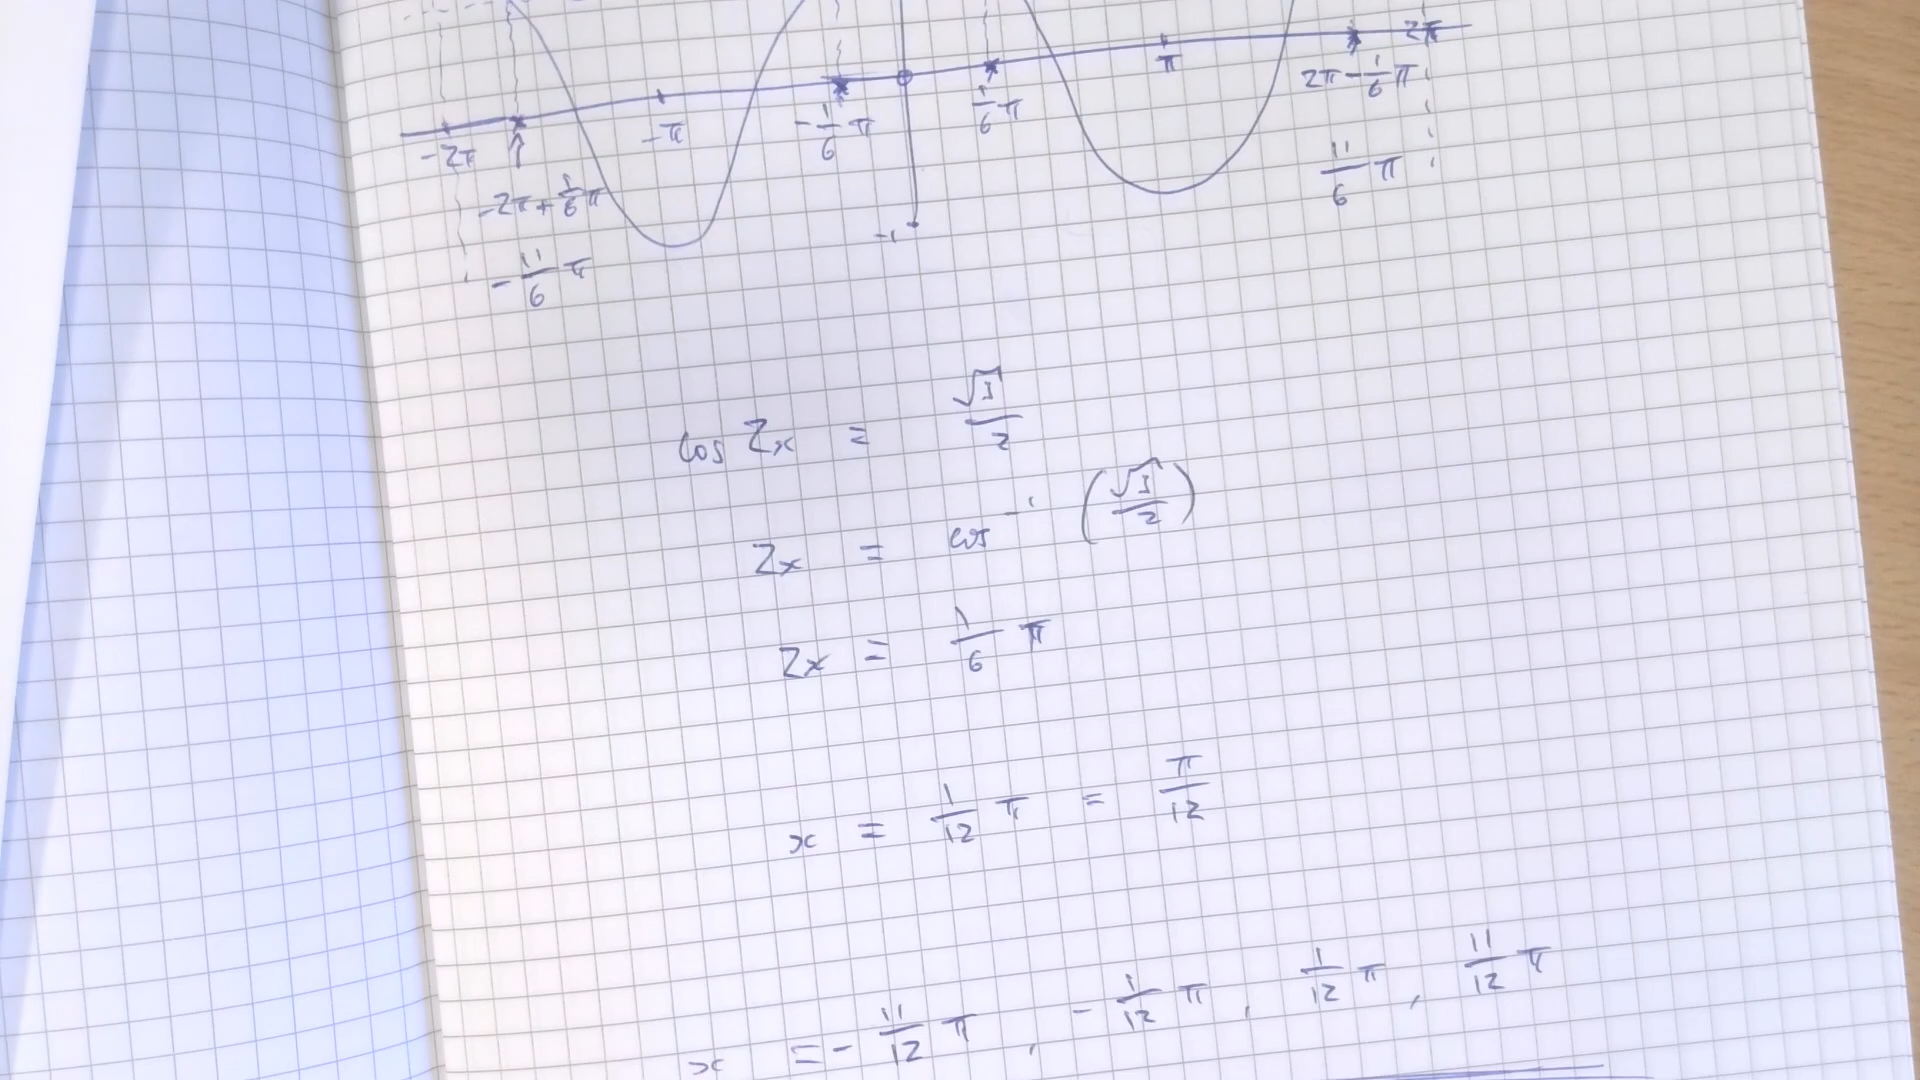 2π
π
2π - 1/6 π
1/6 π
-π
-1/6 π
-2π
11/6 π
-2π + 1/6 π
-1
-11/6 π
cos 2x = √3/2
2x = cos⁻¹ (√3/2)
2x = 1/6 π
x = 1/12 π = π/12
x = -11/12 π , -1/12 π , 1/12 π , 11/12 π